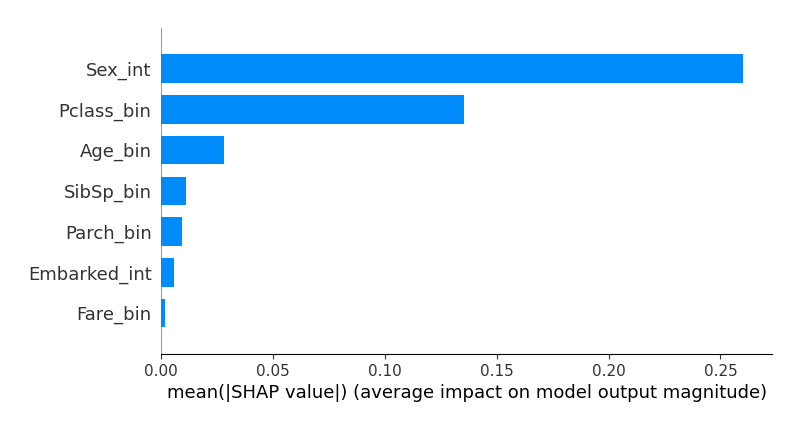 Sex_int
Pclass_bin
Age_bin
SibSp_bin
Parch_bin
Embarked_int
Fare_bin
0.00 0.05 0.10 0.15 0.20 0.25
mean(|SHAP value|) (average impact on model output magnitude)